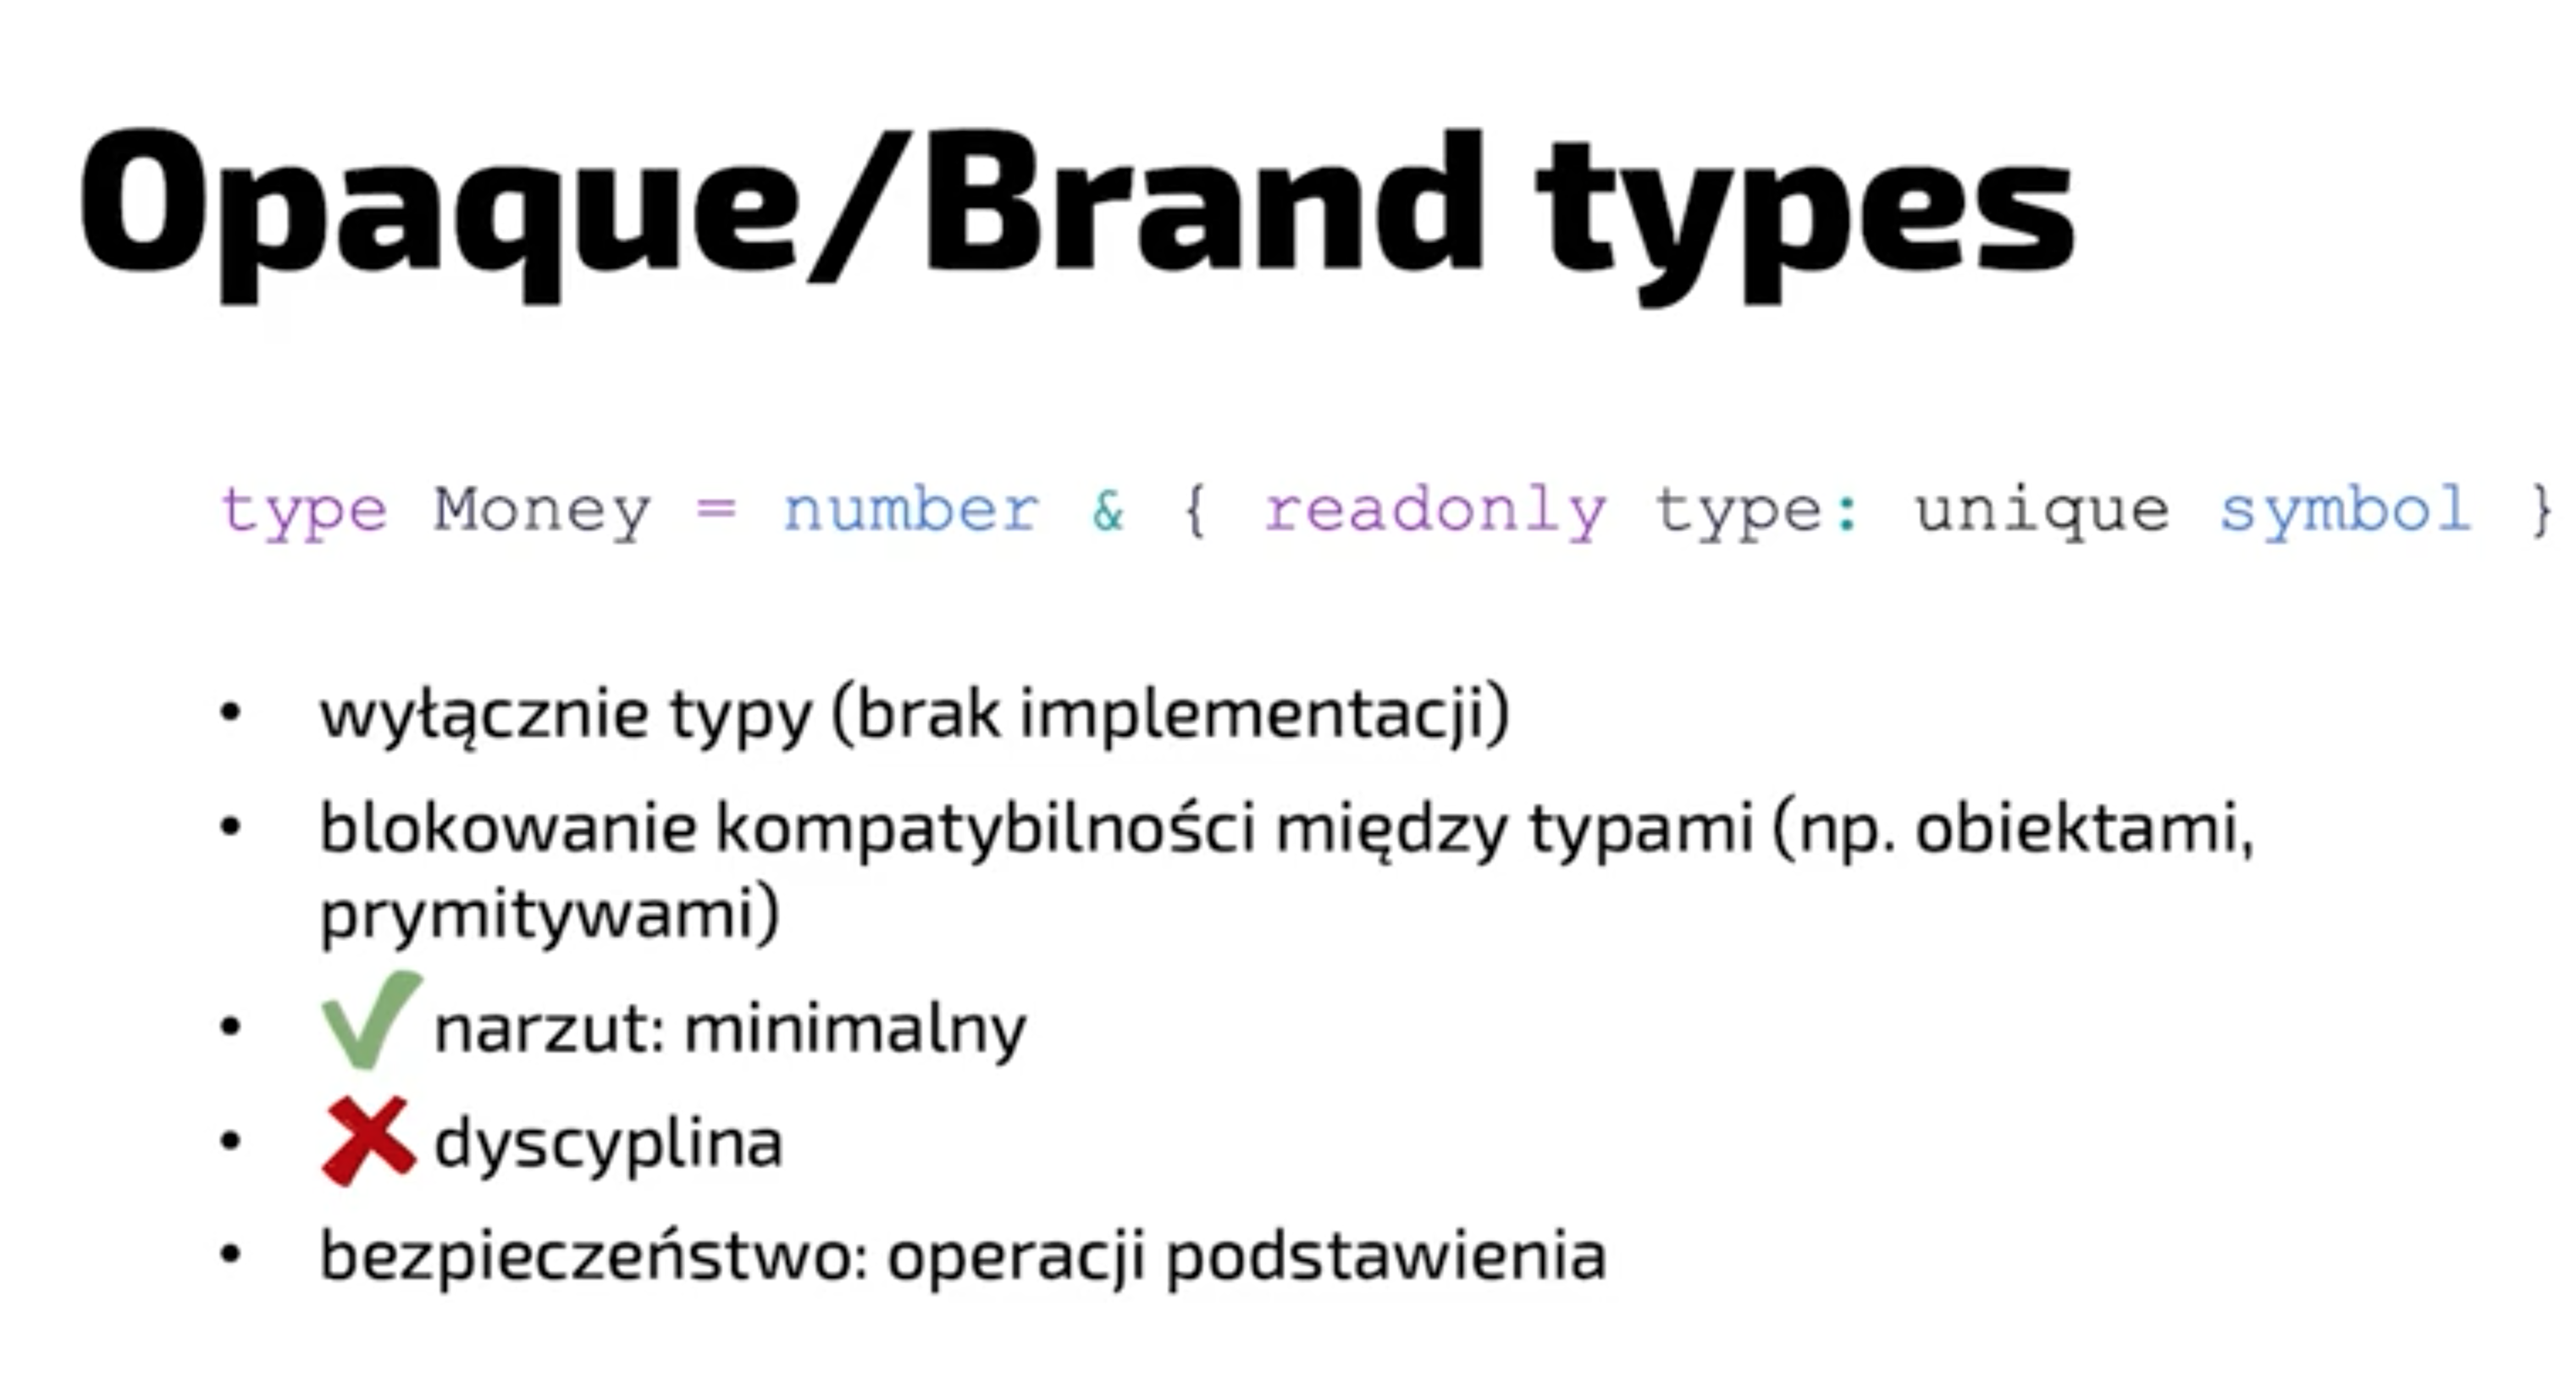 Opaque/Brand types
type Money = number & { readonly type: unique symbol }
• wyłącznie typy (brak implementacji)
• blokowanie kompatybilności między typami (np. obiektami,
prymitywami)
• ✔ narzut: minimalny
• ✘ dyscyplina
• bezpieczeństwo: operacji podstawienia